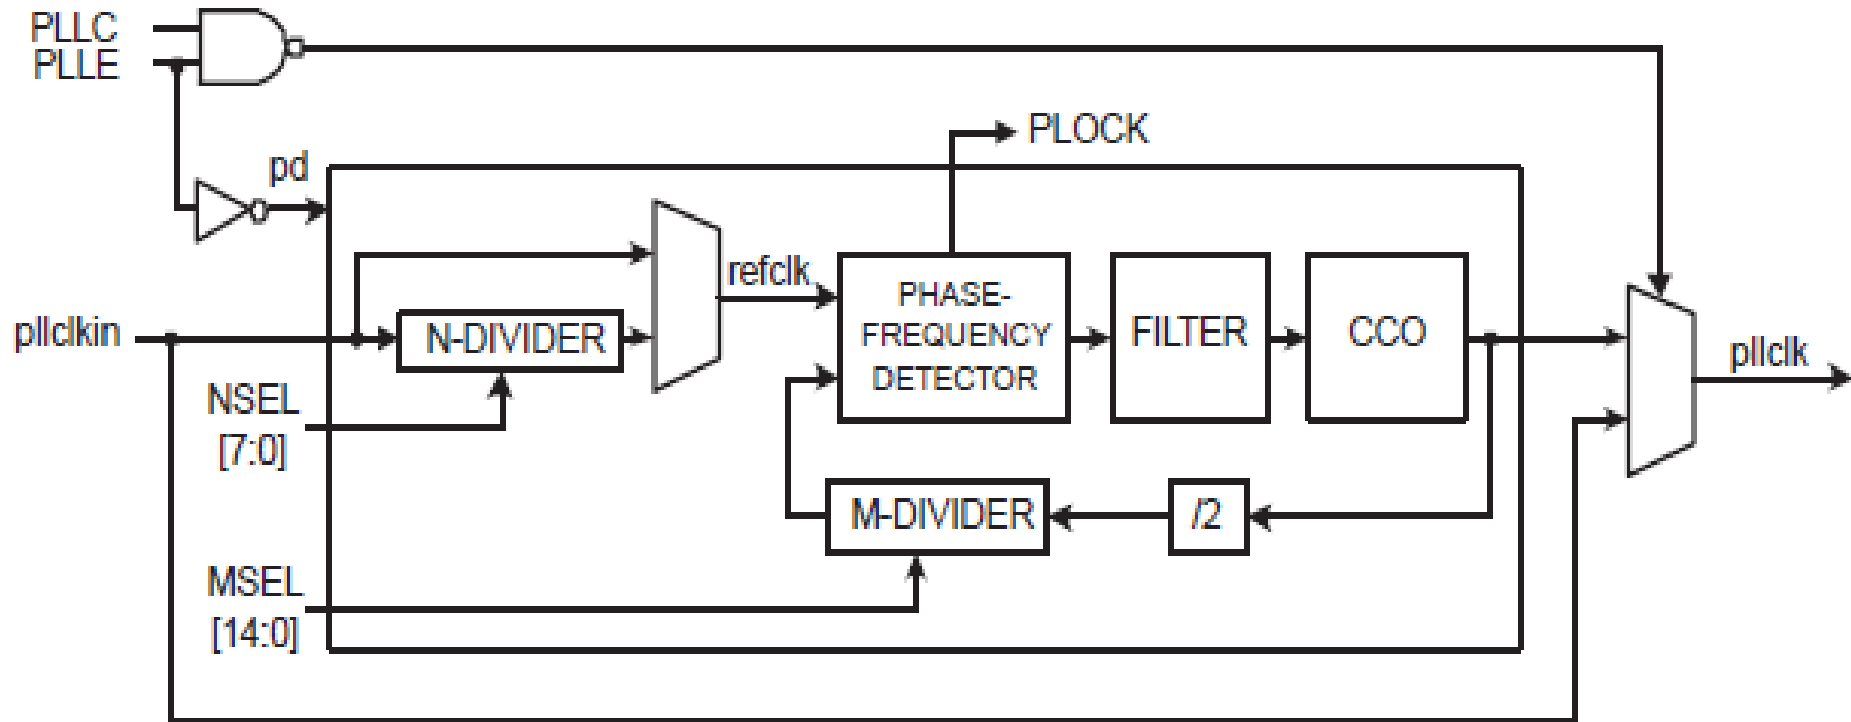 PLLC
PLLE
PLOCK
pd
refclk
PHASE-
FREQUENCY
DETECTOR
FILTER
CCO
pllclkin
N-DIVIDER
pllclk
NSEL
[7:0]
M-DIVIDER
/2
MSEL
[14:0]